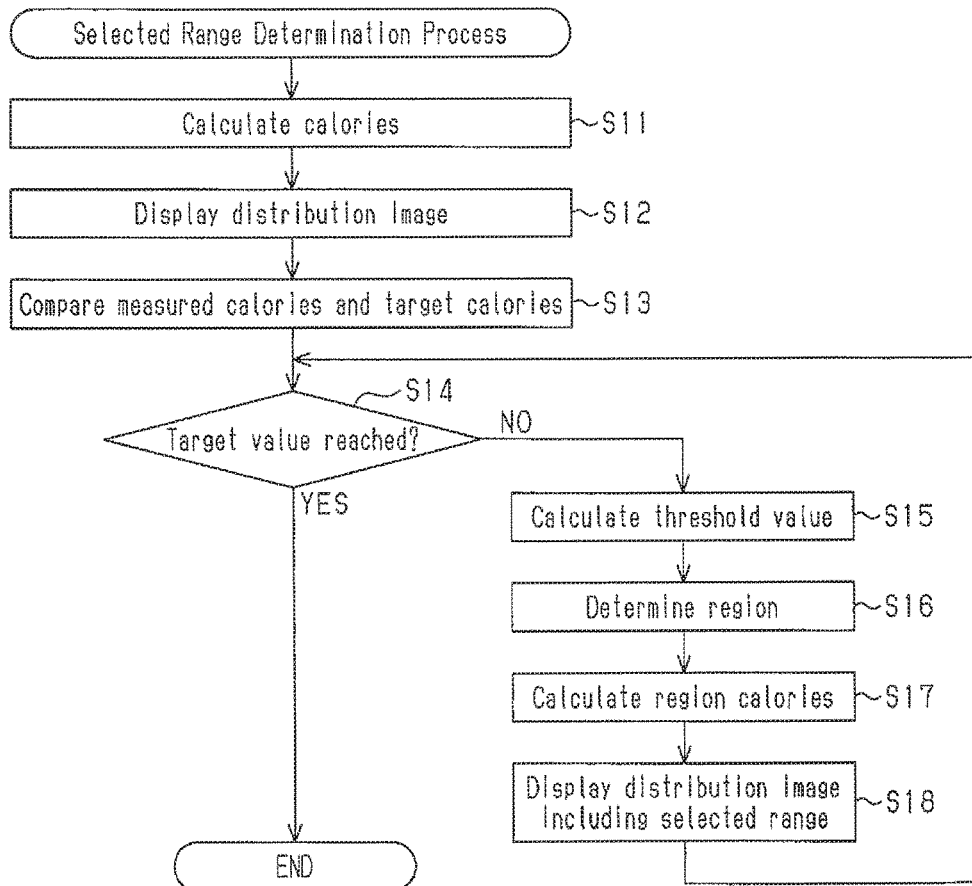 Selected Range Determination Process
Calculate calories
S11
Display distribution Image
S12
Compare measured calories and target calories
S13
S14
Target value reached?
NO
YES
Calculate threshold value
S15
Determine region
S16
Calculate region calories
S17
Display distribution Image
Including selected range
S18
END